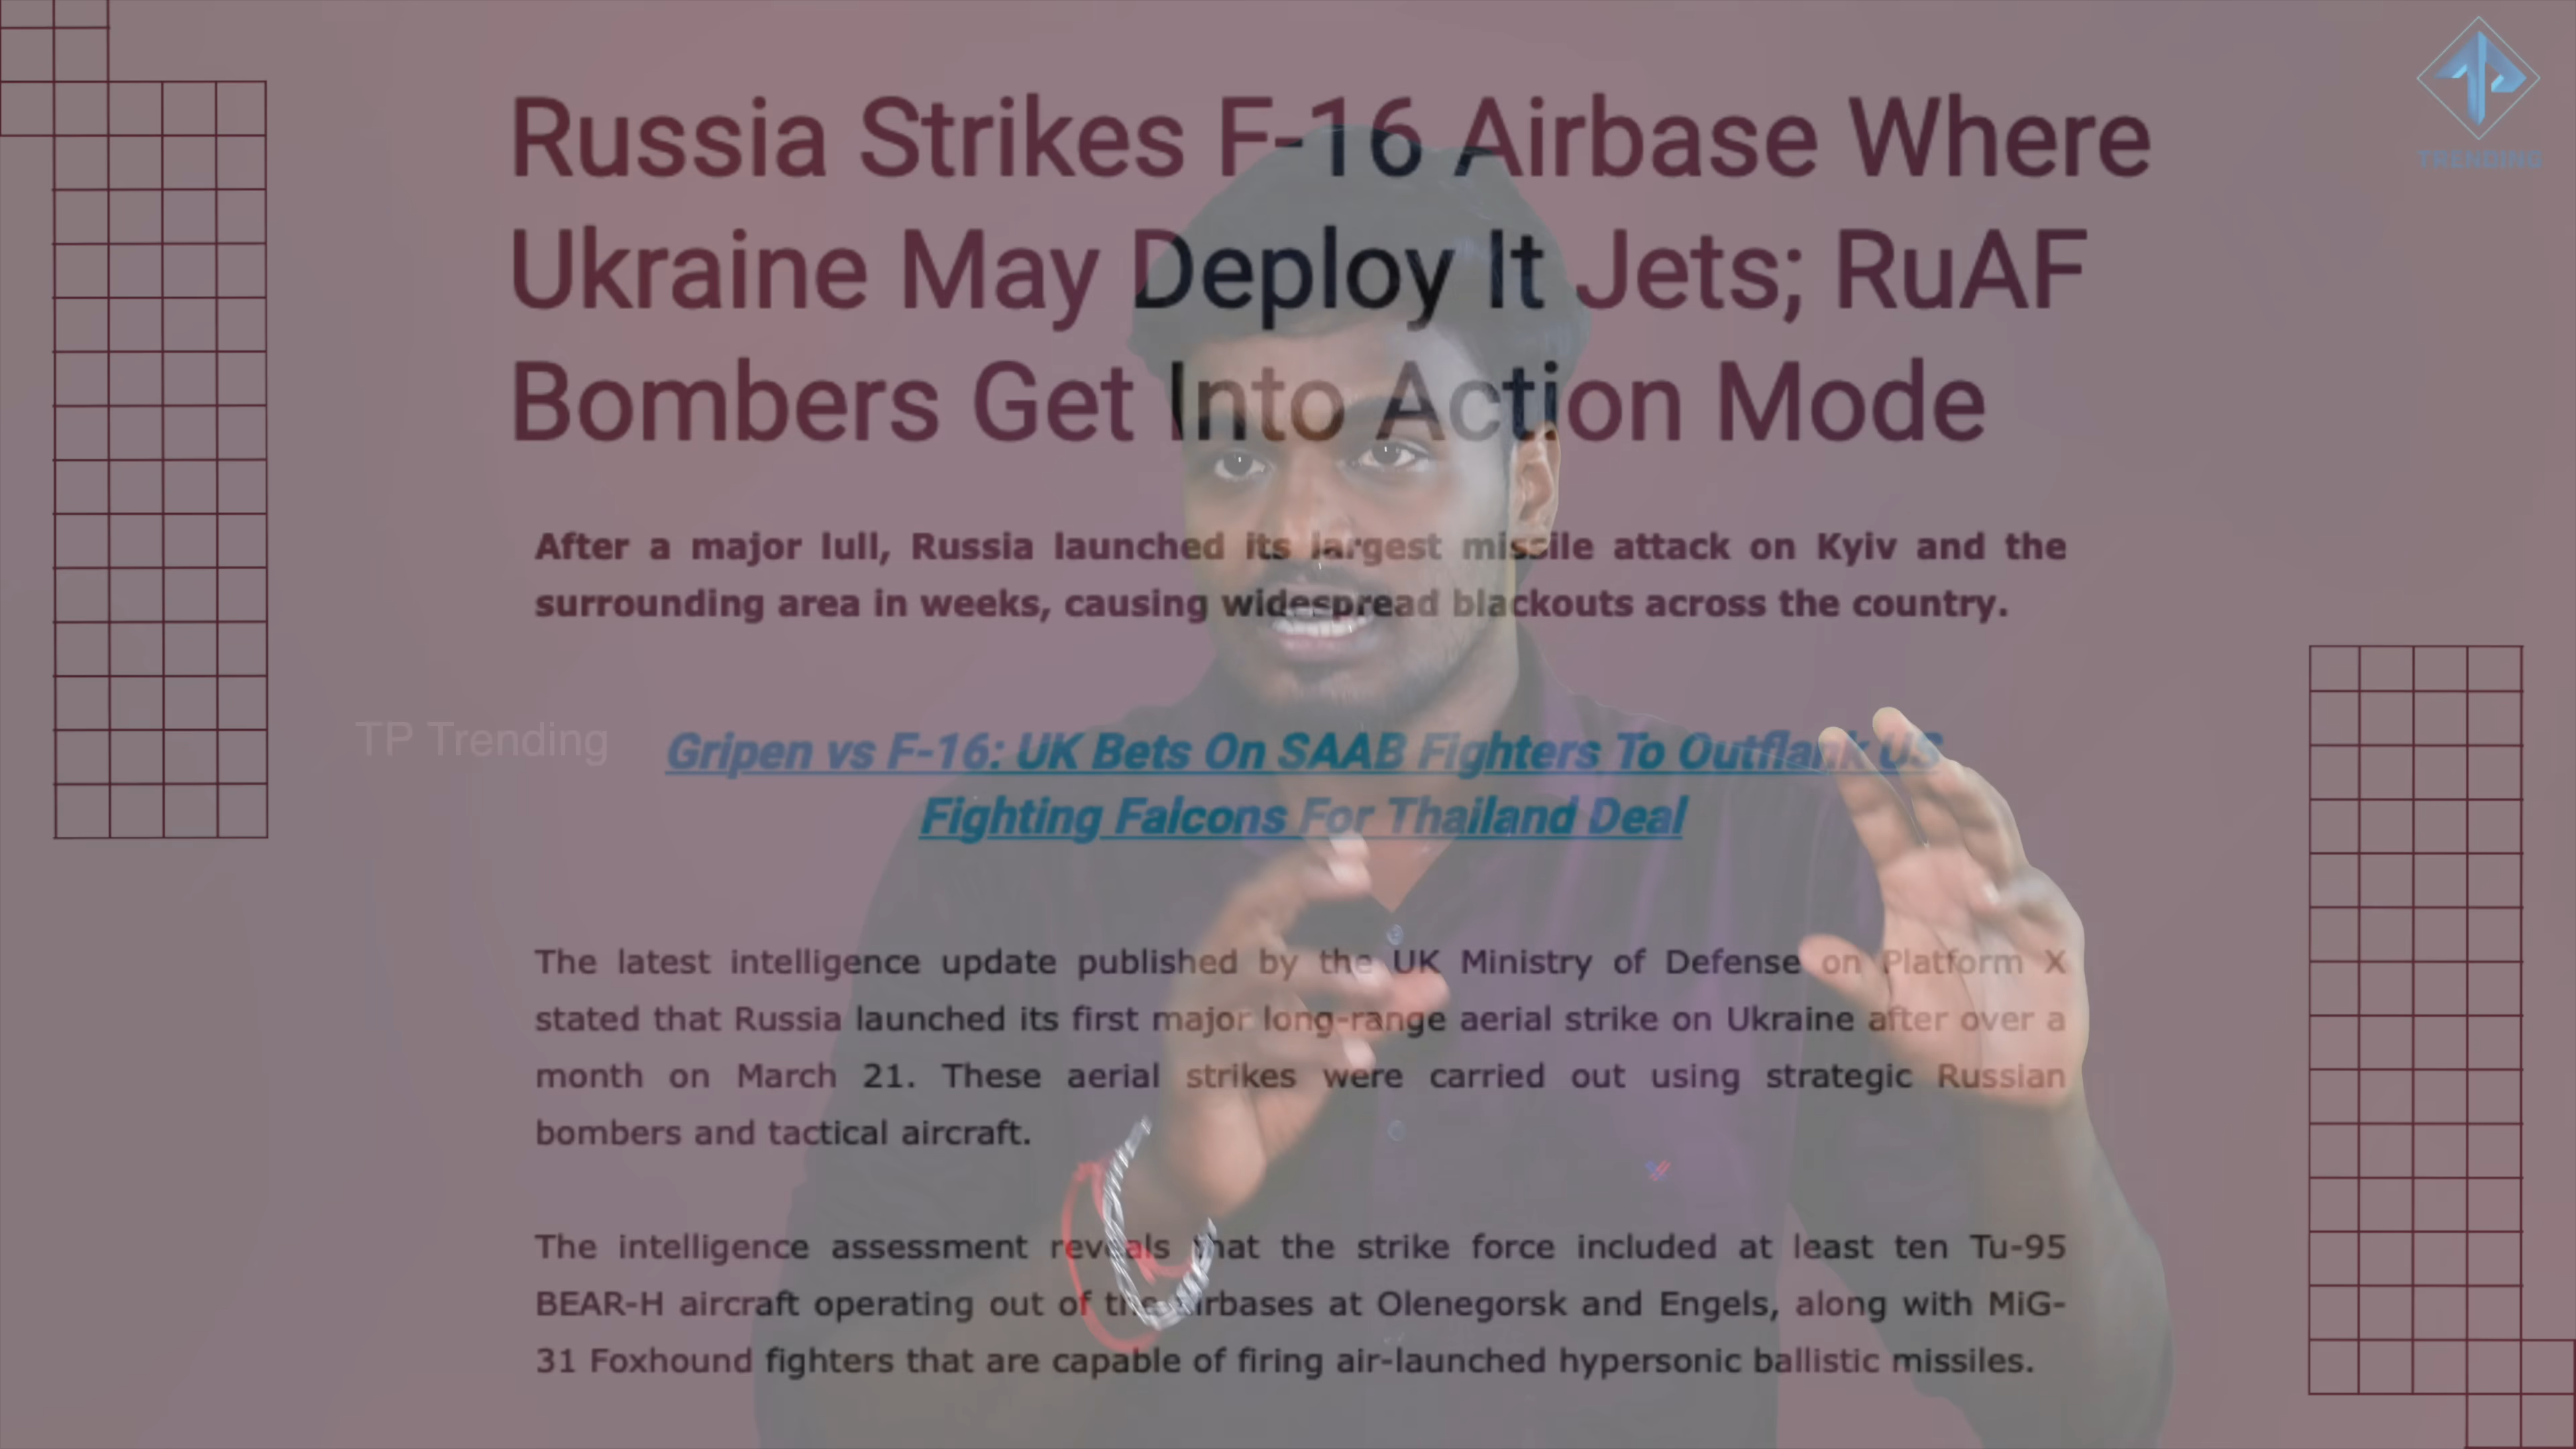 Russia Strikes F-16 Airbase Where
Ukraine May Deploy It Jets; RuAF
Bombers Get Into Action Mode
After a major lull, Russia launched its largest missile attack on Kyiv and the
surrounding area in weeks, causing widespread blackouts across the country.
TP Trending
Gripen vs F-16: UK Bets On SAAB Fighters To Outflank US
Fighting Falcons For Thailand Deal
The latest intelligence update published by the UK Ministry of Defense on Platform X
stated that Russia launched its first major long-range aerial strike on Ukraine after over a
month on March 21. These aerial strikes were carried out using strategic Russian
bombers and tactical aircraft.
The intelligence assessment reveals that the strike force included at least ten Tu-95
BEAR-H aircraft operating out of the airbases at Olenegorsk and Engels, along with MiG-
31 Foxhound fighters that are capable of firing air-launched hypersonic ballistic missiles.
TP
TRENDING